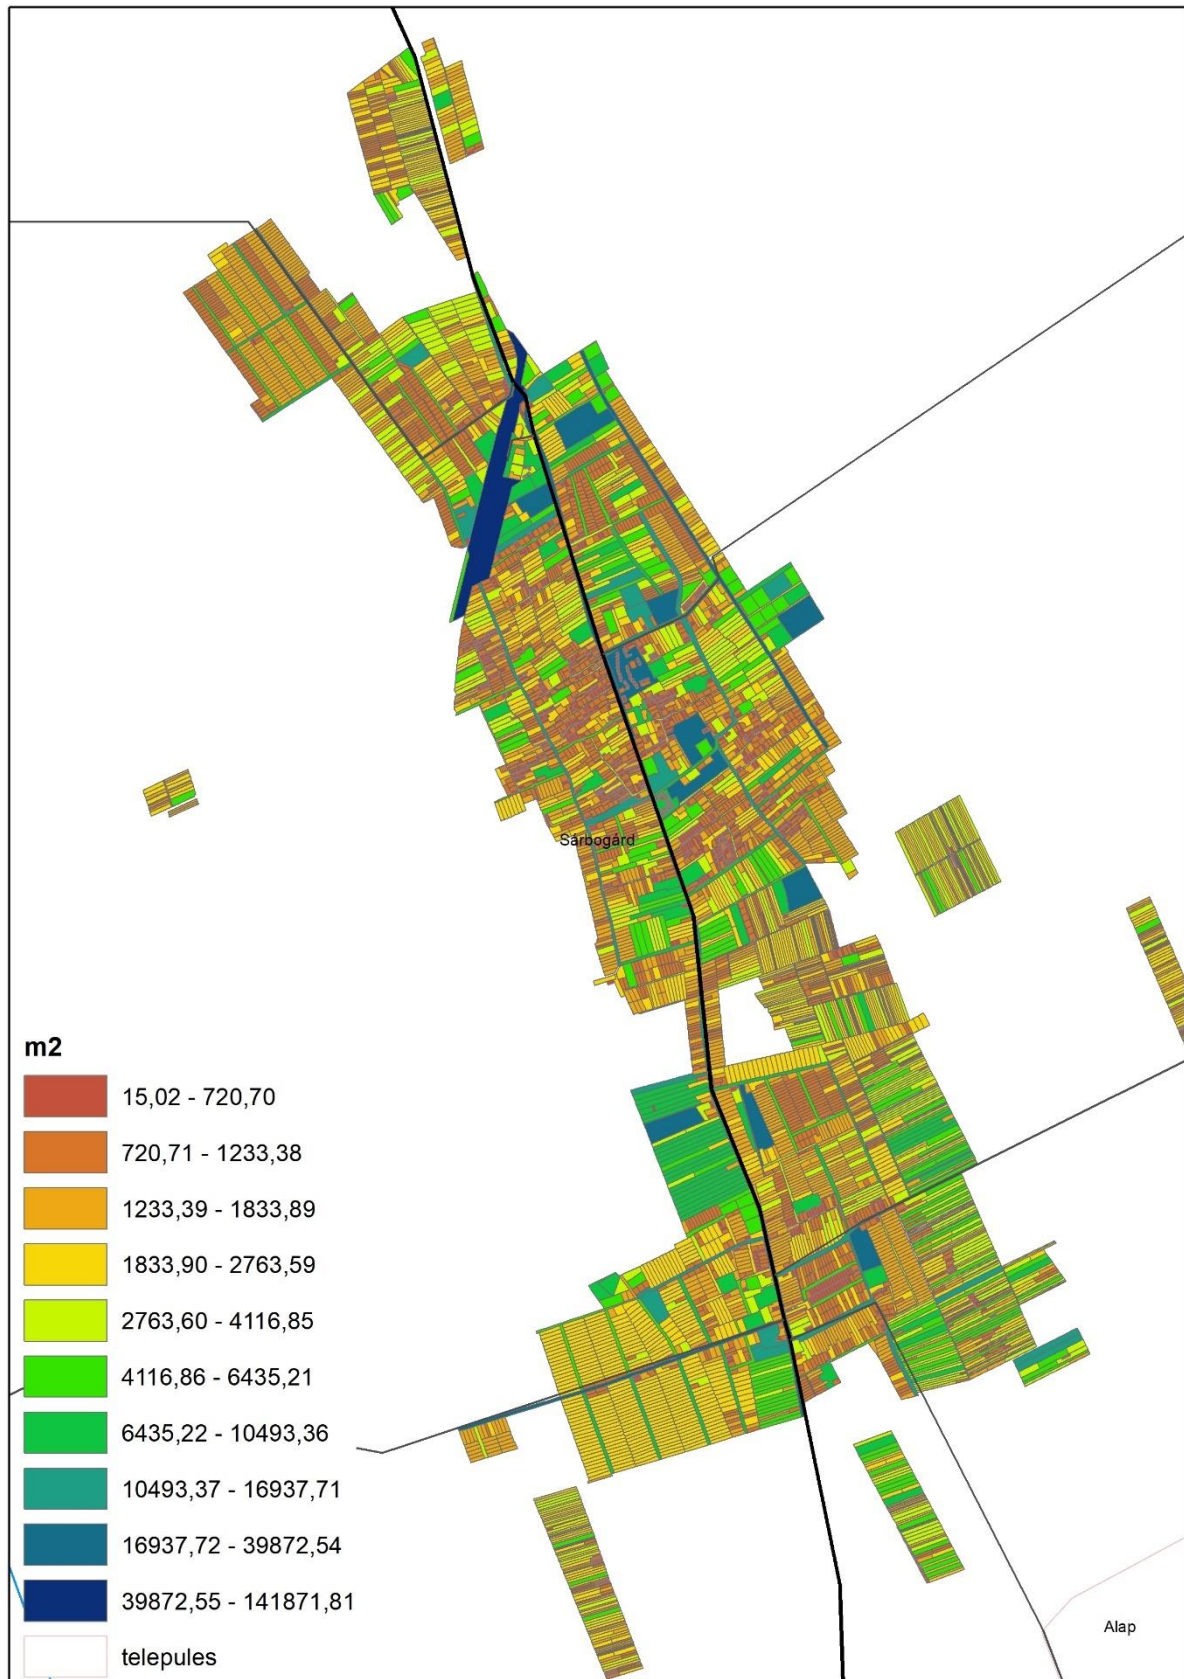 Sárbogárd
m2
15,02 - 720,70
720,71 - 1233,38
1233,39 - 1833,89
1833,90 - 2763,59
2763,60 - 4116,85
4116,86 - 6435,21
6435,22 - 10493,36
10493,37 - 16937,71
16937,72 - 39872,54
39872,55 - 141871,81
telepules
Alap